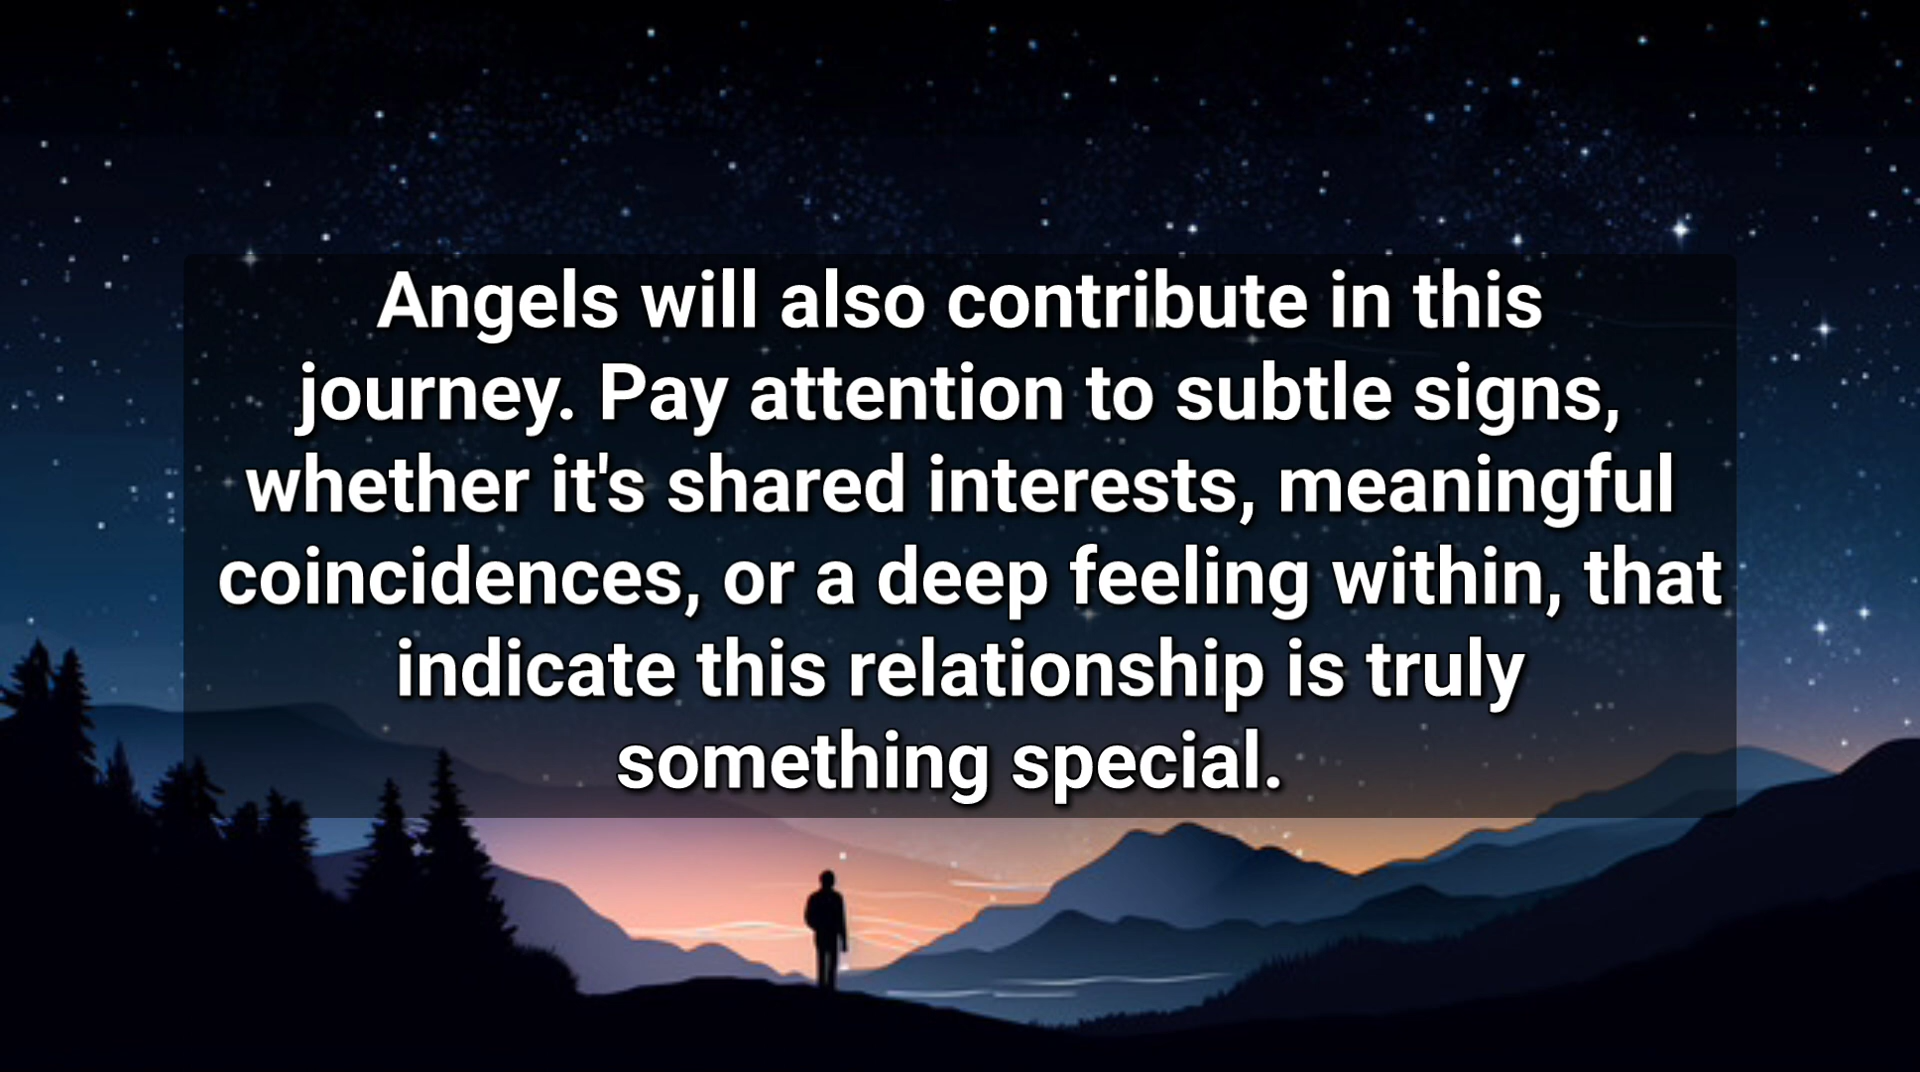 Angels will also contribute in this
journey. Pay attention to subtle signs,
whether it's shared interests, meaningful
coincidences, or a deep feeling within, that
indicate this relationship is truly
something special.